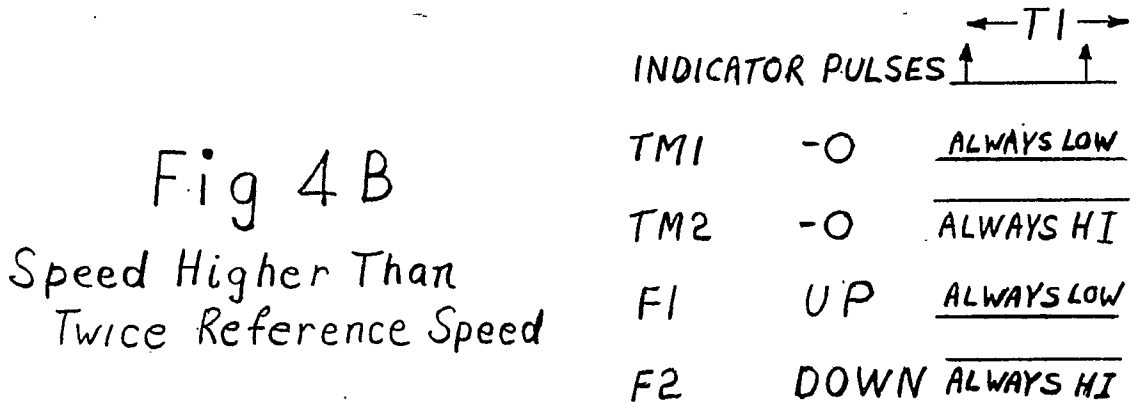 T1
INDICATOR PULSES
TM1 -O ALWAYS LOW
TM2 -O ALWAYS HI
F1 UP ALWAYS LOW
F2 DOWN ALWAYS HI
Fig 4B
Speed Higher Than
Twice Reference Speed